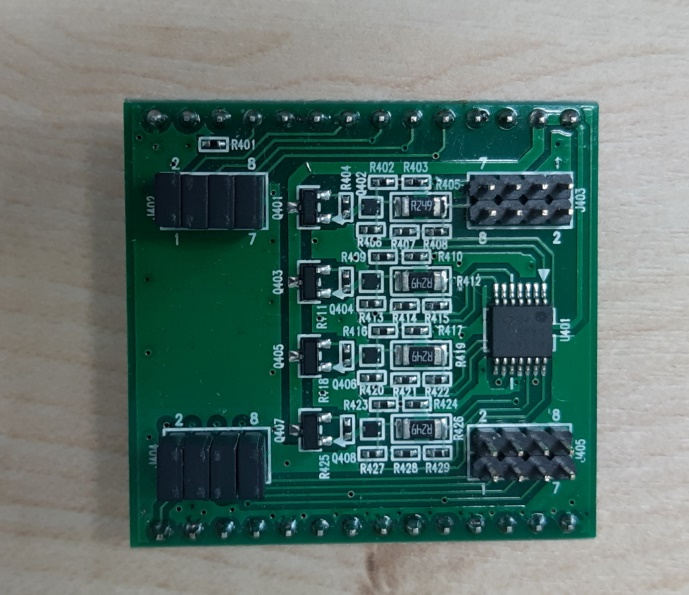 R401
2 8
J402
1 7
Q401
R404
Q402
R402 R403
R405
R249
R406 R407 R408
7 1
J403
8 2
R409 R410
Q403
R411
Q404
R249
R412
R413 R414 R415
R416 R417
Q405
R418
Q406
R249
R419
R420 R421 R422
U401
1
R423 R424
Q407
R425
Q408
R249
R426
R427 R428 R429
2 8
J404
2 8
J405
1 7